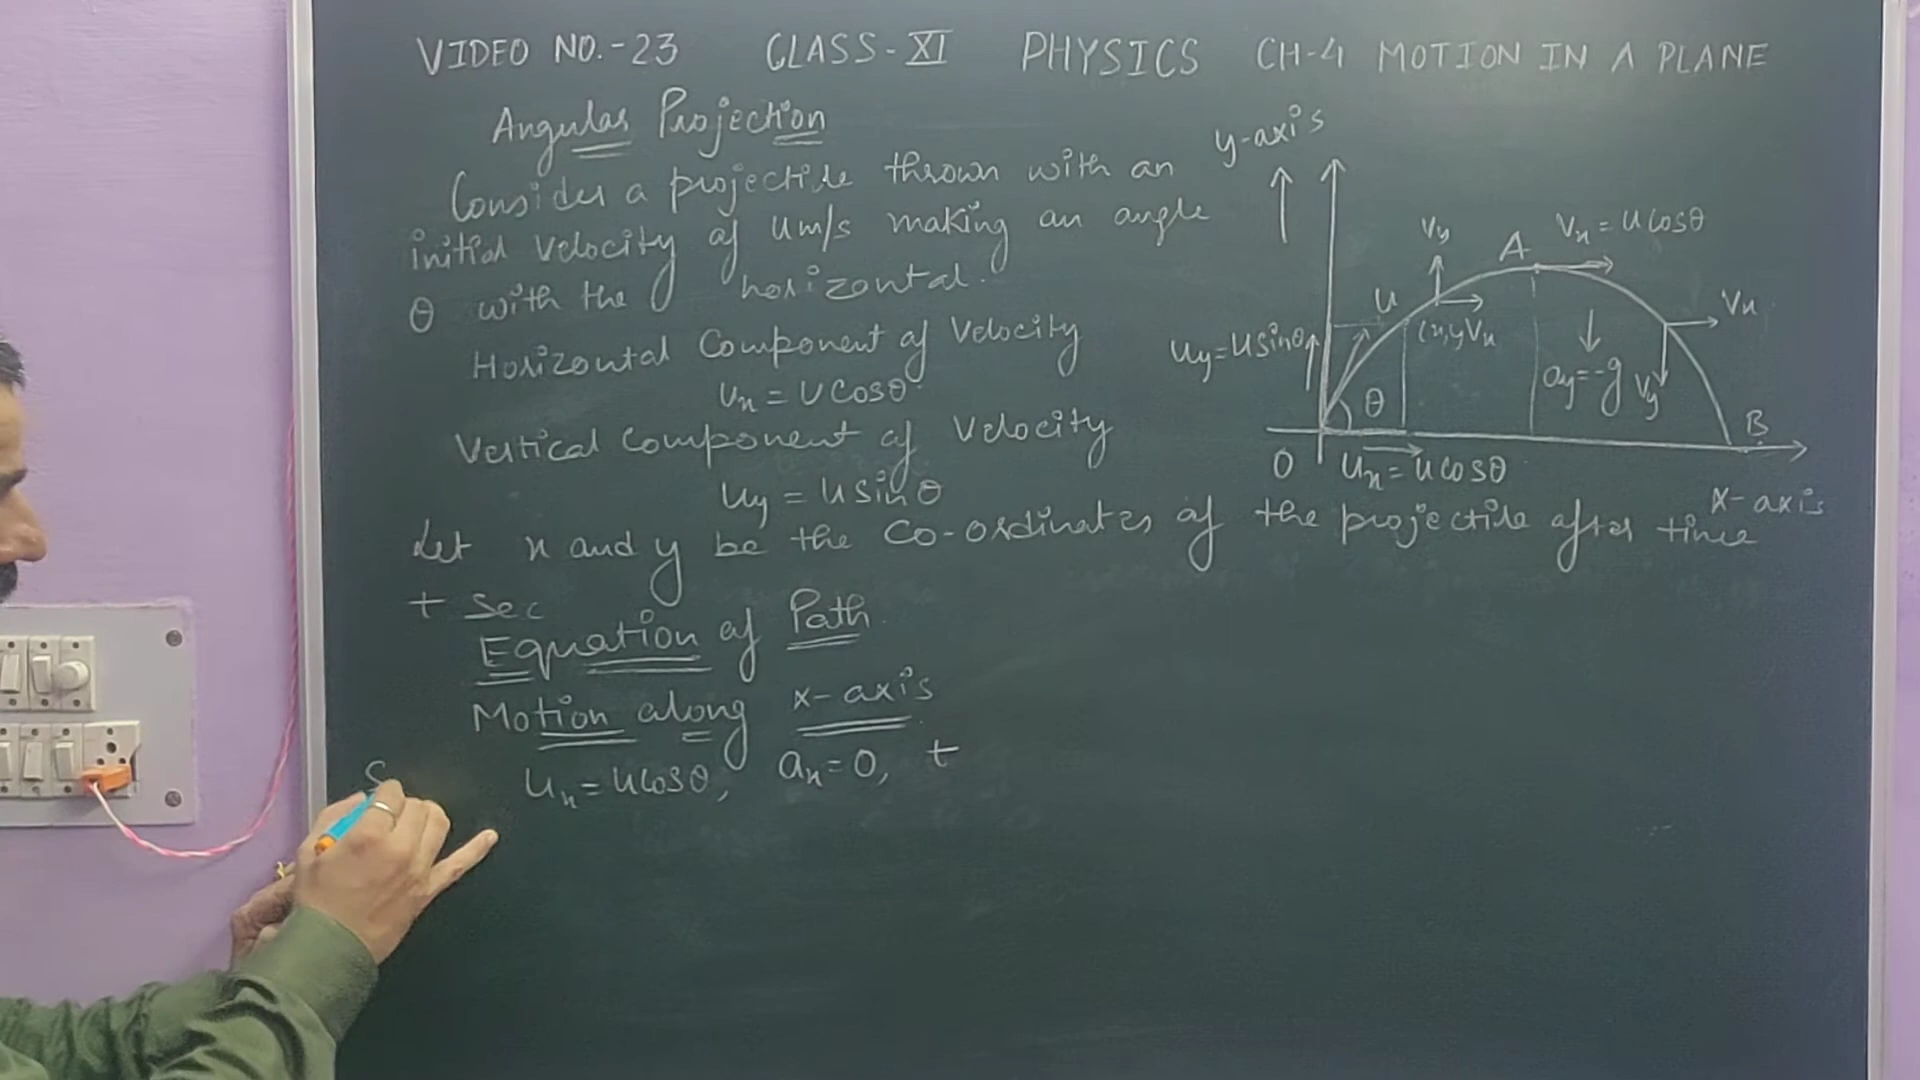 VIDEO NO.-23 CLASS-XI PHYSICS CH-4 MOTION IN A PLANE
Angular Projection
Consider a projectile thrown with an
initial velocity of u m/s making an angle
θ with the horizontal.
Horizontal Component of Velocity
ux = u cosθ
Vertical Component of Velocity
uy = u sinθ
Let x and y be the Co-ordinates of the projectile after time
t sec
Equation of Path
Motion along x-axis
ux = u cosθ, ax = 0, t
S
y-axis
Vy A Vx = u cosθ
u Vx
uy = u sinθ (x,y) Vx
θ ay = -g Vy
B
O ux = u cosθ
x-axis